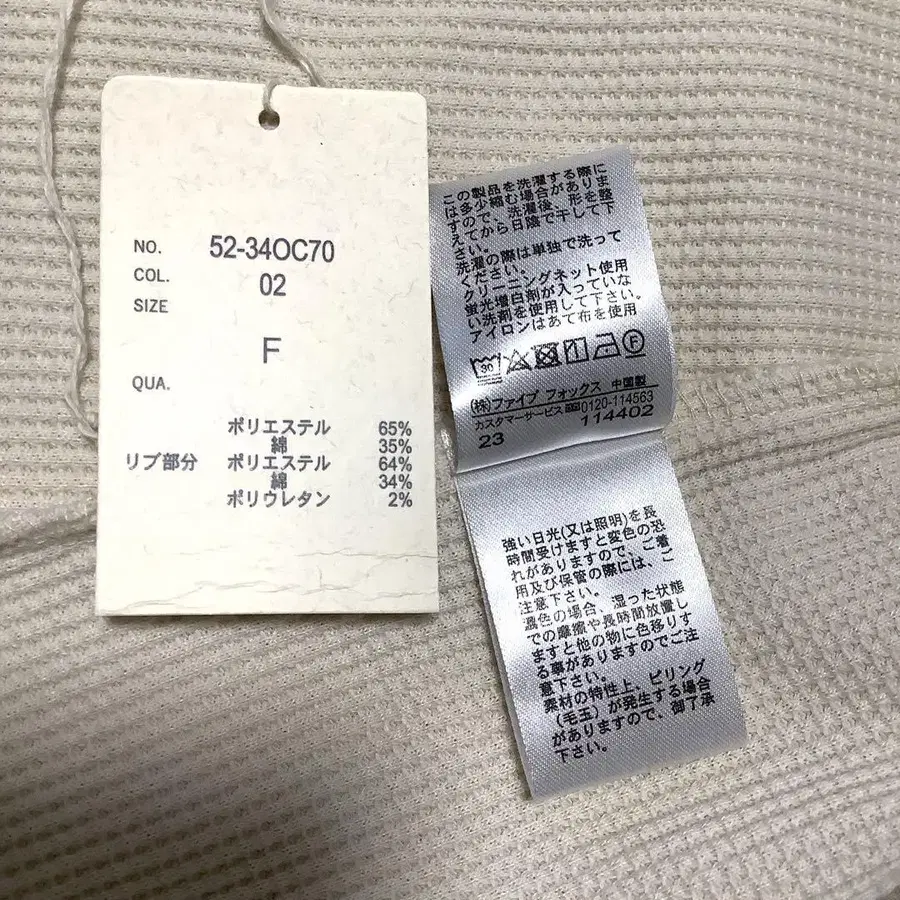 NO. 52-34OC70
COL. 02
SIZE
F
QUA.
ポリエステル 65%
綿 35%
リブ部分 ポリエステル 64%
綿 34%
ポリウレタン 2%
この製品を洗濯する際に
は多少縮む場合がありま
すので、洗濯後、形を整
えてから日陰で干して下
さい。
洗濯の際は単独で洗って
ください。
クリーニングネット使用
蛍光増白剤が入っていな
い洗剤を使用して下さい。
アイロンはあて布を使用
30 F
(株)ファイブ フォックス 中国製
カスタマーサービス 0120-114563
23 114402
強い日光(又は照明)を長
時間受けますと変色の恐
れがありますので、ご着
用及び保管の際には、ご
注意下さい。
濃色の場合、湿った状態
での摩擦や長時間放置し
ますと他の物に色移りす
る事がありますのでご注
意下さい。
素材の特性上、ピリング
(毛玉)が発生する場合
がありますので、御了承
下さい。